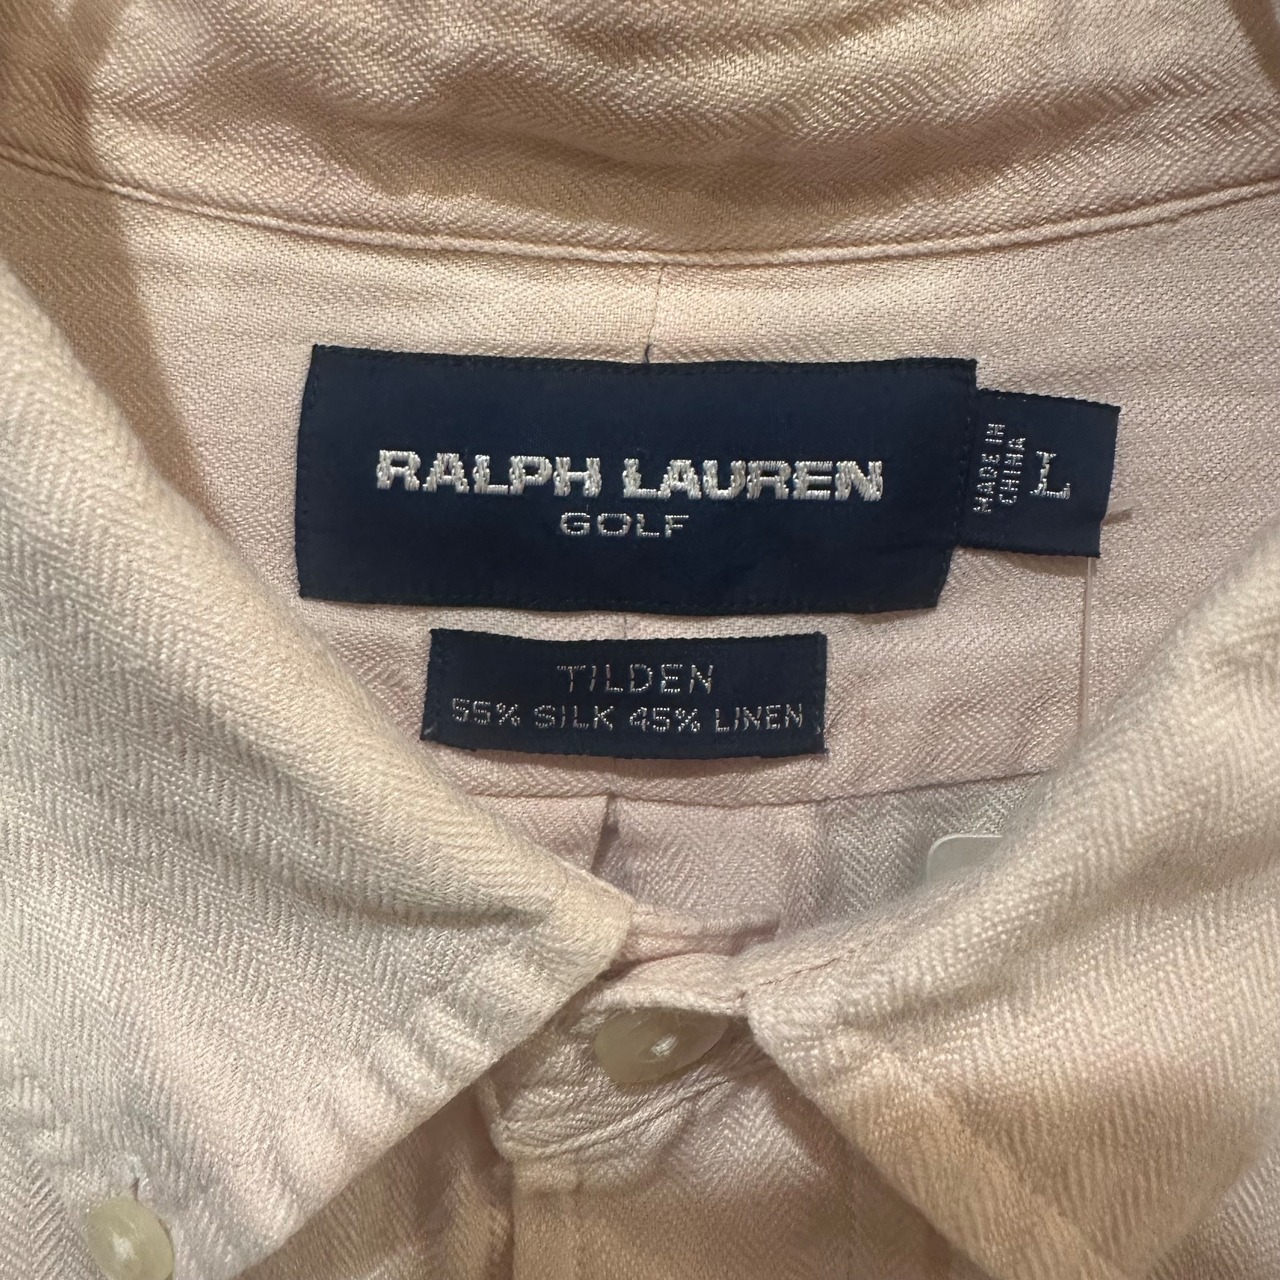 RALPH LAUREN
GOLF
MADE IN
CHINA
L
TILDEN
55% SILK 45% LINEN